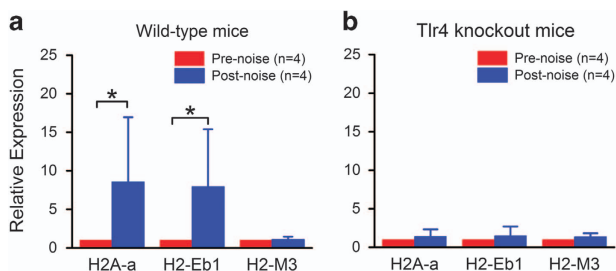 a
Wild-type mice
Pre-noise (n=4)
Post-noise (n=4)
Relative Expression
25
20
15
10
5
0
*
*
H2A-a H2-Eb1 H2-M3
b
Tlr4 knockout mice
Pre-noise (n=4)
Post-noise (n=4)
25
20
15
10
5
0
H2A-a H2-Eb1 H2-M3